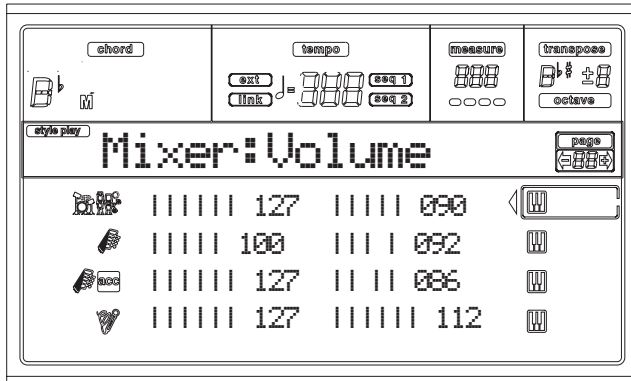 chord tempo measure transpose
B♭ M ext link ♩= 888 seq 1 seq 2 888 B♭♯ ±8 octave
style play Mixer:Volume page 88
127 090
100 092
acc 127 086
127 112